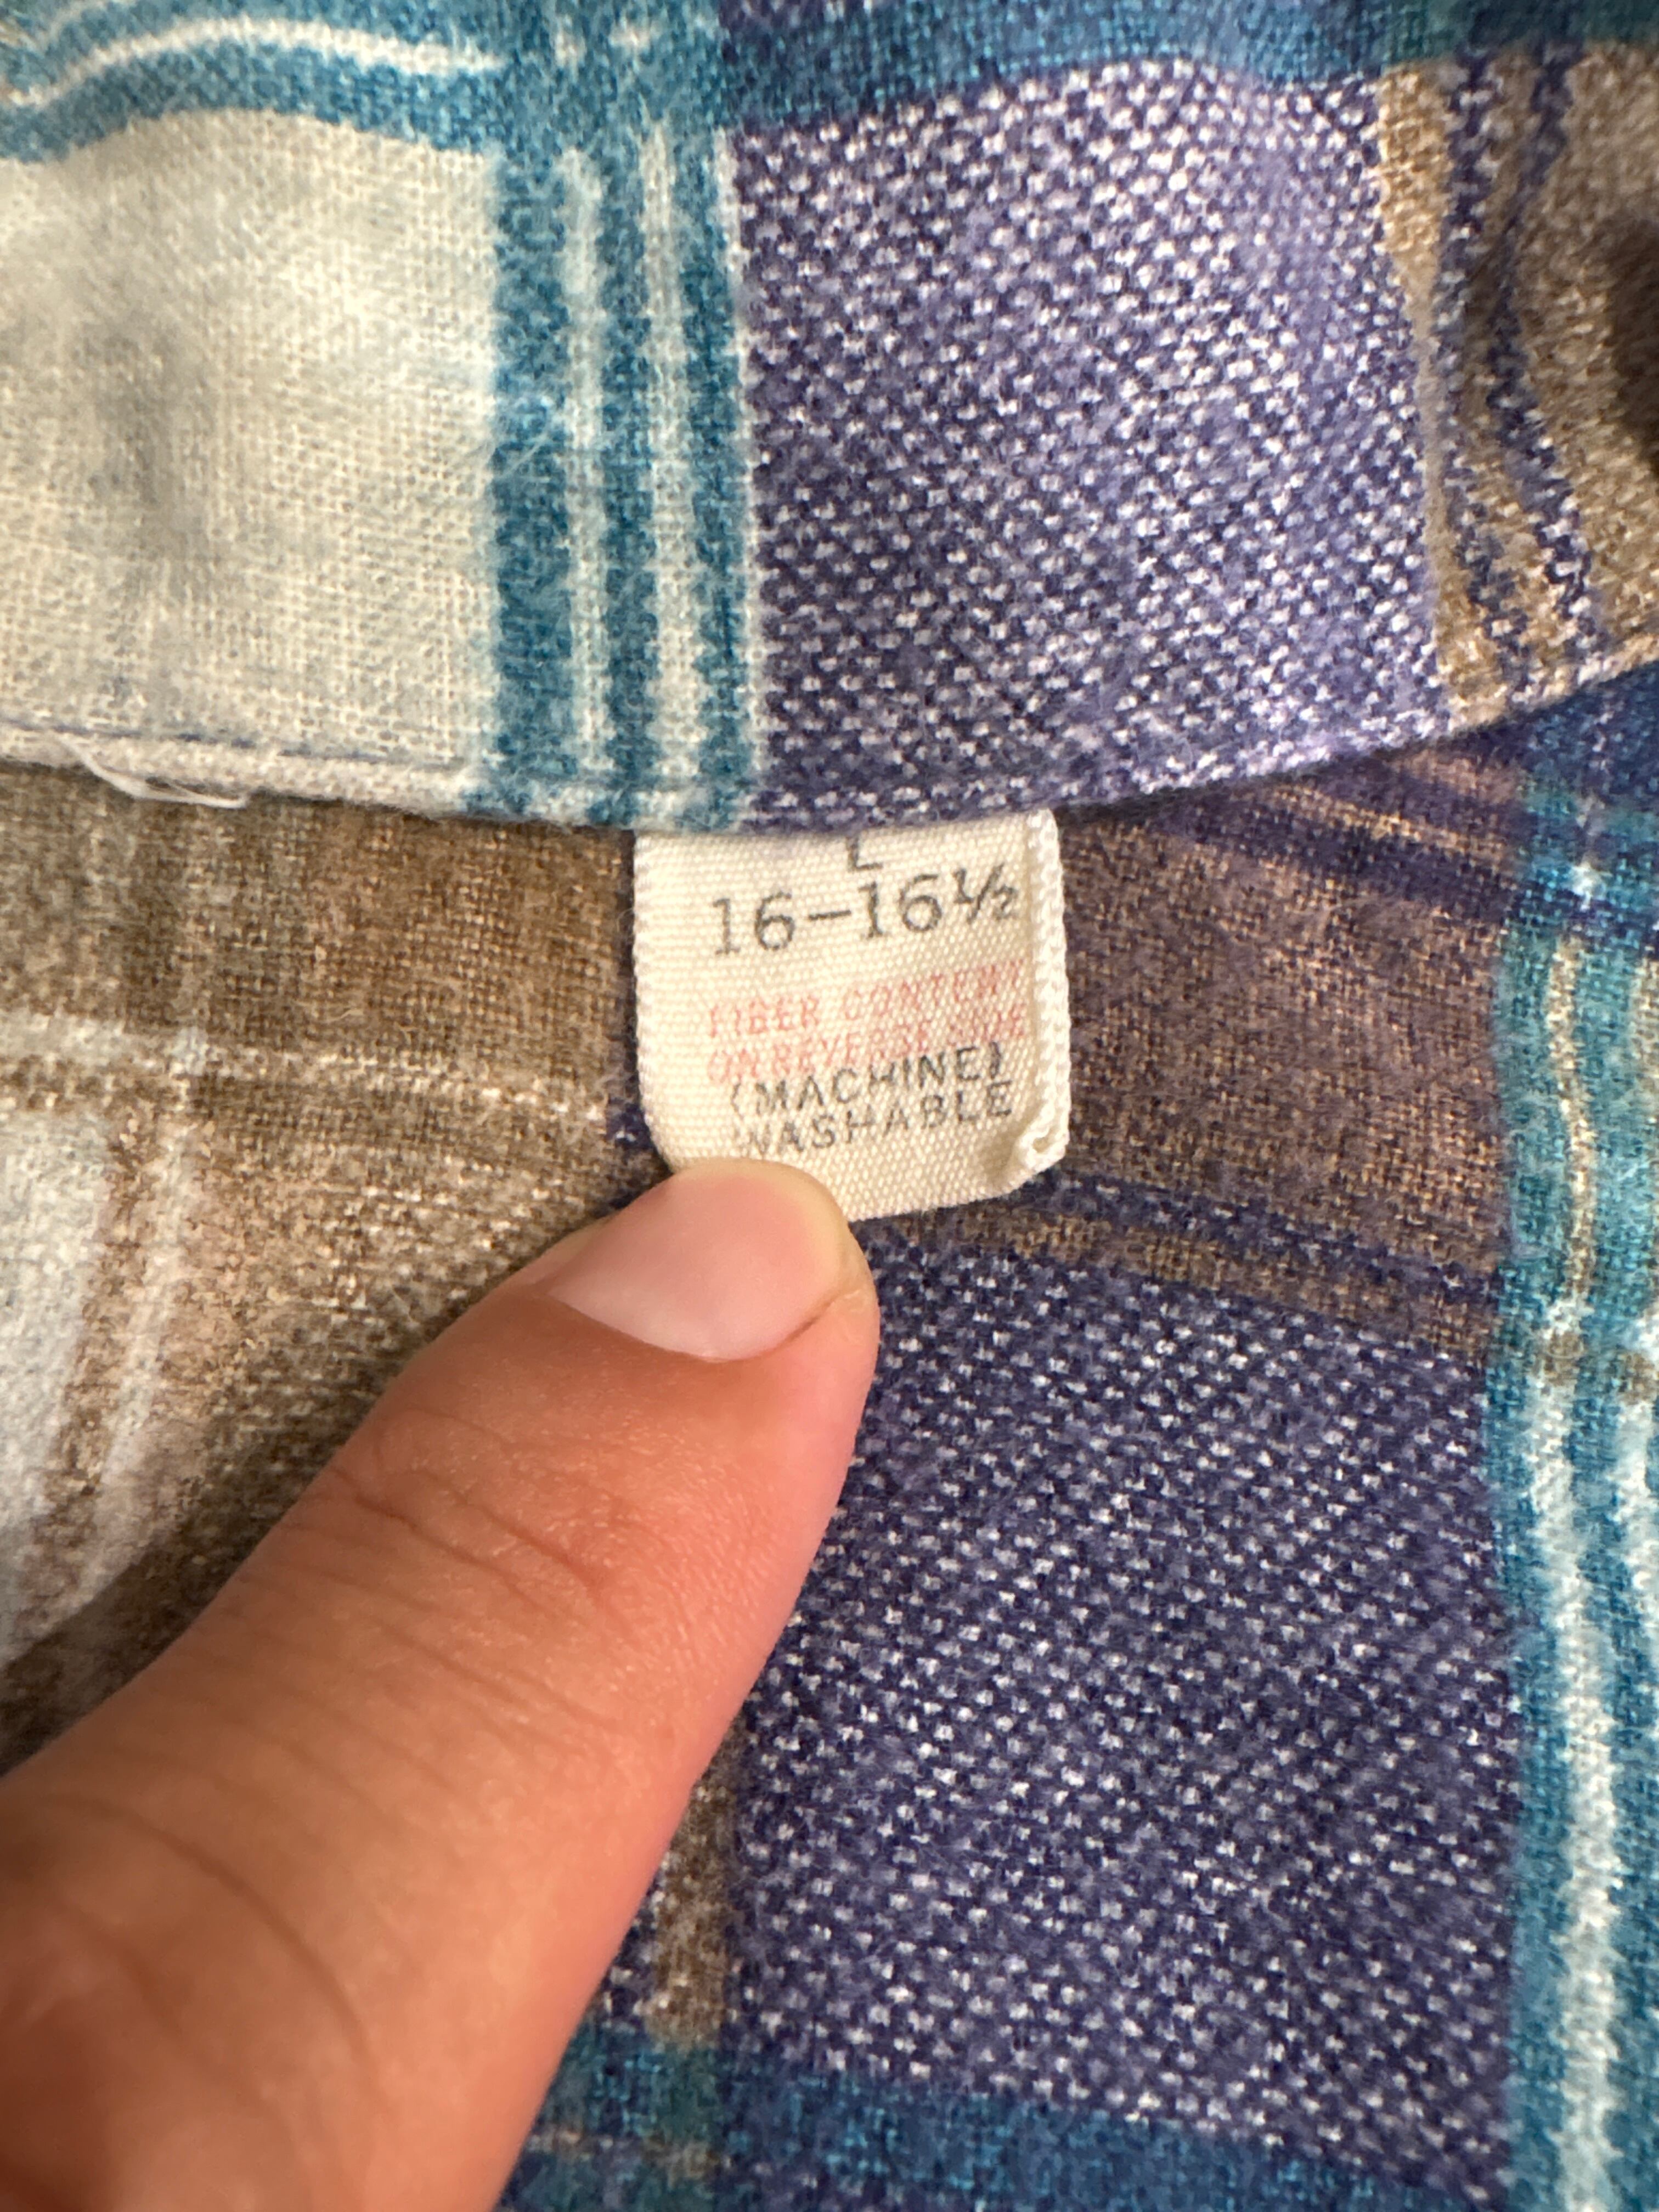 L
16-16½
FIBER CONTENT
ON REVERSE SIDE
(MACHINE)
WASHABLE